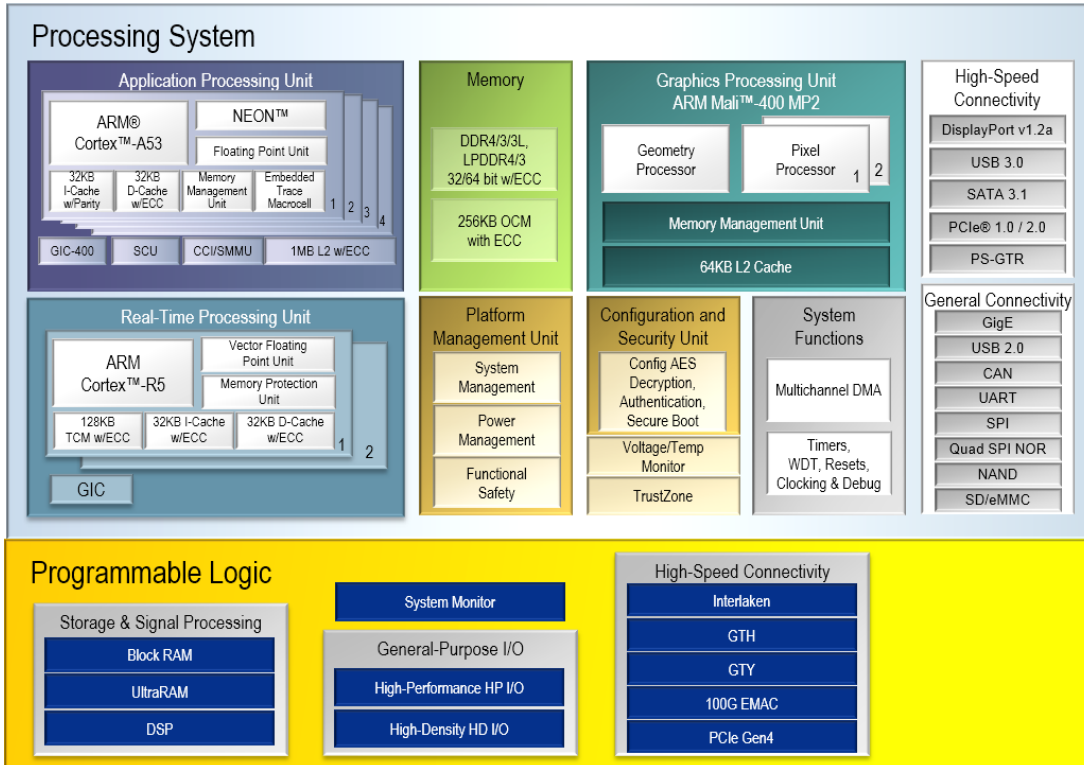 Processing System
Application Processing Unit
ARM®
Cortex™-A53
NEON™
Floating Point Unit
32KB
I-Cache
w/Parity
32KB
D-Cache
w/ECC
Memory
Management
Unit
Embedded
Trace
Macrocell
1
2
3
4
GIC-400
SCU
CCI/SMMU
1MB L2 w/ECC
Memory
DDR4/3/3L,
LPDDR4/3
32/64 bit w/ECC
256KB OCM
with ECC
Graphics Processing Unit
ARM Mali™-400 MP2
Geometry
Processor
Pixel
Processor
1
2
Memory Management Unit
64KB L2 Cache
High-Speed
Connectivity
DisplayPort v1.2a
USB 3.0
SATA 3.1
PCIe® 1.0 / 2.0
PS-GTR
Real-Time Processing Unit
ARM
Cortex™-R5
Vector Floating
Point Unit
Memory Protection
Unit
128KB
TCM w/ECC
32KB I-Cache
w/ECC
32KB D-Cache
w/ECC
1
2
GIC
Platform
Management Unit
System
Management
Power
Management
Functional
Safety
Configuration and
Security Unit
Config AES
Decryption,
Authentication,
Secure Boot
Voltage/Temp
Monitor
TrustZone
System
Functions
Multichannel DMA
Timers,
WDT, Resets,
Clocking & Debug
General Connectivity
GigE
USB 2.0
CAN
UART
SPI
Quad SPI NOR
NAND
SD/eMMC
Programmable Logic
Storage & Signal Processing
Block RAM
UltraRAM
DSP
System Monitor
General-Purpose I/O
High-Performance HP I/O
High-Density HD I/O
High-Speed Connectivity
Interlaken
GTH
GTY
100G EMAC
PCIe Gen4